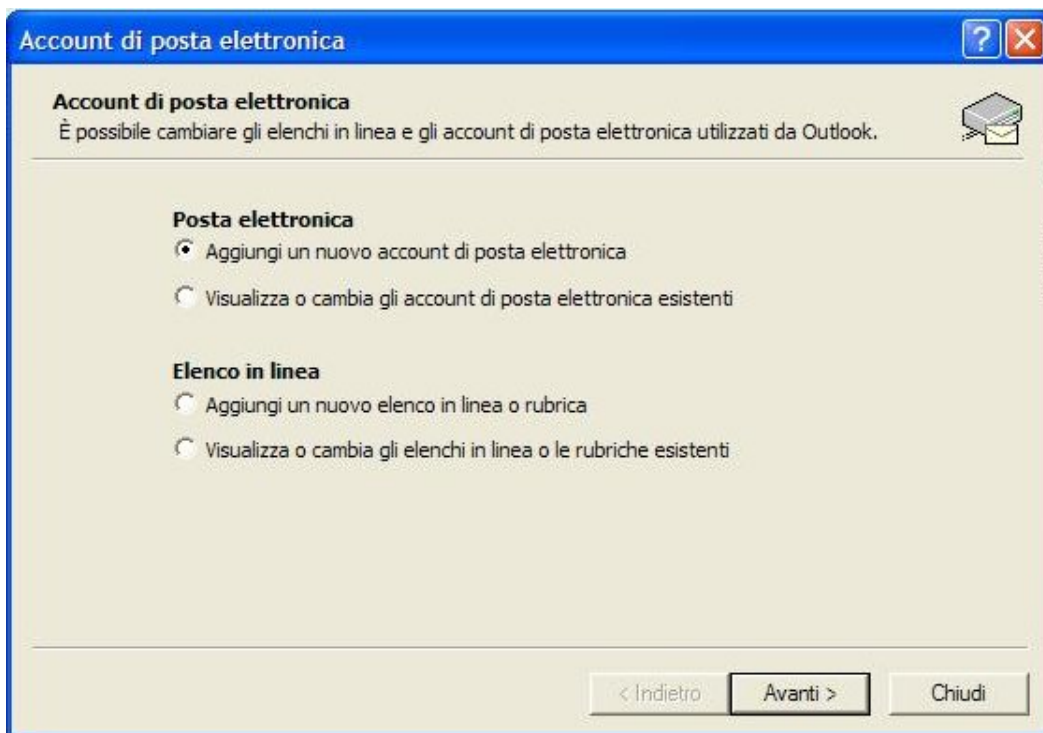 Account di posta elettronica
Account di posta elettronica
È possibile cambiare gli elenchi in linea e gli account di posta elettronica utilizzati da Outlook.
Posta elettronica
Aggiungi un nuovo account di posta elettronica
Visualizza o cambia gli account di posta elettronica esistenti
Elenco in linea
Aggiungi un nuovo elenco in linea o rubrica
Visualizza o cambia gli elenchi in linea o le rubriche esistenti
< Indietro Avanti > Chiudi